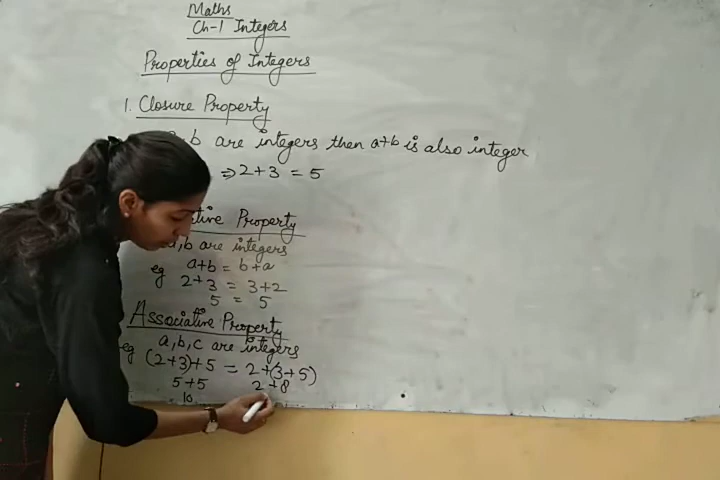 Maths
Ch-1 Integers
Properties of Integers
1. Closure Property
b are integers then a+b is also integer
⇒ 2+3 = 5
Property
a,b are integers
eg a+b = b+a
2+3 = 3+2
5 = 5
Associative Property
a,b,c are integers
eg (2+3)+5 = 2+(3+5)
5+5 2+8
10